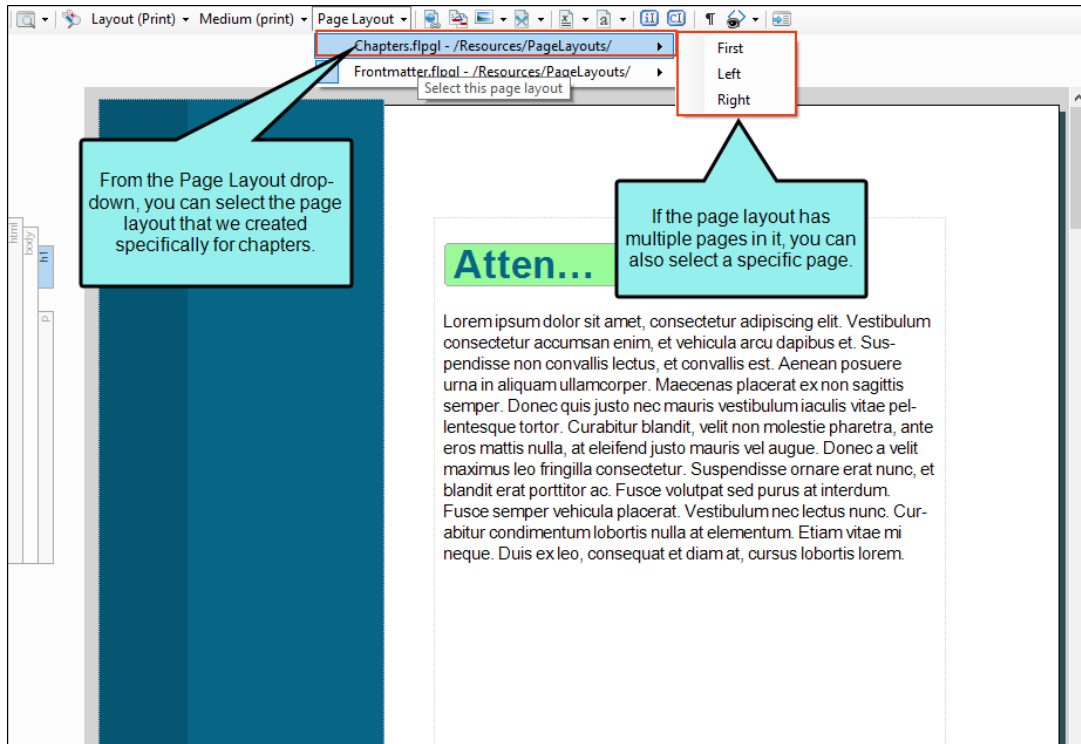 Layout (Print) Medium (print) Page Layout
Chapters.flpgl - /Resources/PageLayouts/
Frontmatter.flpgl - /Resources/PageLayouts/
Select this page layout
First
Left
Right
From the Page Layout drop-
down, you can select the page
layout that we created
specifically for chapters.
If the page layout has
multiple pages in it, you can
also select a specific page.
html
body
h1
p
Atten...
Lorem ipsum dolor sit amet, consectetur adipiscing elit. Vestibulum
consectetur accumsan enim, et vehicula arcu dapibus et. Sus-
pendisse non convallis lectus, et convallis est. Aenean posuere
urna in aliquam ullamcorper. Maecenas placerat ex non sagittis
semper. Donec quis justo nec mauris vestibulum iaculis vitae pel-
lentesque tortor. Curabitur blandit, velit non molestie pharetra, ante
eros mattis nulla, at eleifend justo mauris vel augue. Donec a velit
maximus leo fringilla consectetur. Suspendisse ornare erat nunc, et
blandit erat porttitor ac. Fusce volutpat sed purus at interdum.
Fusce semper vehicula placerat. Vestibulum nec lectus nunc. Cur-
abitur condimentum lobortis nulla at elementum. Etiam vitae mi
neque. Duis ex leo, consequat et diam at, cursus lobortis lorem.